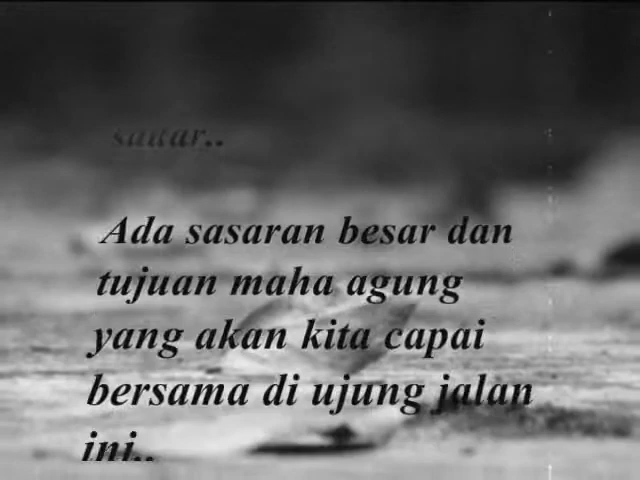 sadar..
Ada sasaran besar dan
tujuan maha agung
yang akan kita capai
bersama di ujung jalan
ini..